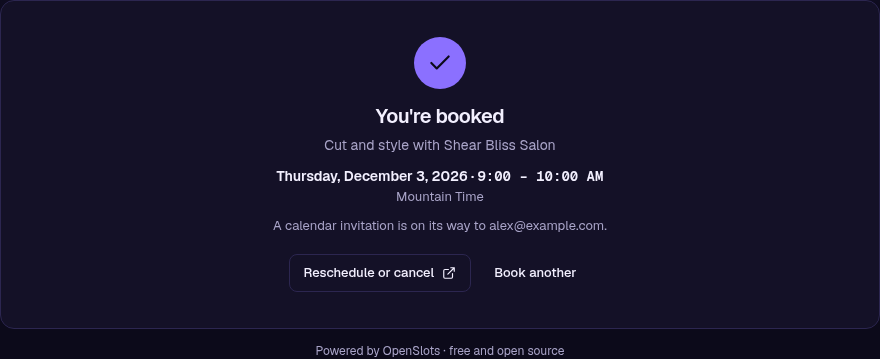 You're booked
Cut and style with Shear Bliss Salon
Thursday, December 3, 2026 · 9:00 – 10:00 AM
Mountain Time
A calendar invitation is on its way to alex@example.com.
Reschedule or cancel
Book another
Powered by OpenSlots · free and open source